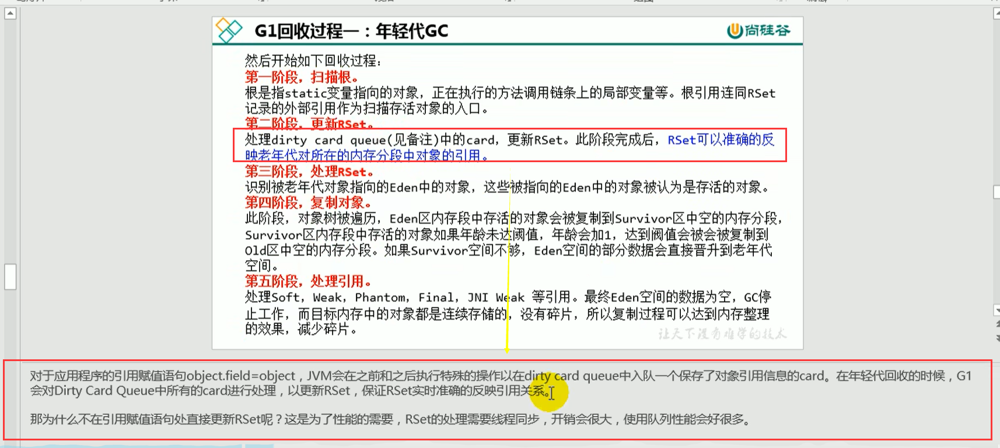 G1回收过程一：年轻代GC
尚硅谷
然后开始如下回收过程：
第一阶段，扫描根。
根是指static变量指向的对象，正在执行的方法调用链条上的局部变量等。根引用连同RSet
记录的外部引用作为扫描存活对象的入口。
第二阶段，更新RSet。
处理dirty card queue(见备注)中的card，更新RSet。此阶段完成后，RSet可以准确的反
映老年代对所在的内存分段中对象的引用。
第三阶段，处理RSet。
识别被老年代对象指向的Eden中的对象，这些被指向的Eden中的对象被认为是存活的对象。
第四阶段，复制对象。
此阶段，对象树被遍历，Eden区内存段中存活的对象会被复制到Survivor区中空的内存分段，
Survivor区内存段中存活的对象如果年龄未达阈值，年龄会加1，达到阀值会被会被复制到
Old区中空的内存分段。如果Survivor空间不够，Eden空间的部分数据会直接晋升到老年代
空间。
第五阶段，处理引用。
处理Soft，Weak，Phantom，Final，JNI Weak 等引用。最终Eden空间的数据为空，GC停
止工作，而目标内存中的对象都是连续存储的，没有碎片，所以复制过程可以达到内存整理
的效果，减少碎片。
让天下没有难学的技术
对于应用程序的引用赋值语句object.field=object，JVM会在之前和之后执行特殊的操作以在dirty card queue中入队一个保存了对象引用信息的card。在年轻代回收的时候，G1
会对Dirty Card Queue中所有的card进行处理，以更新RSet，保证RSet实时准确的反映引用关系。
那为什么不在引用赋值语句处直接更新RSet呢？这是为了性能的需要，RSet的处理需要线程同步，开销会很大，使用队列性能会好很多。